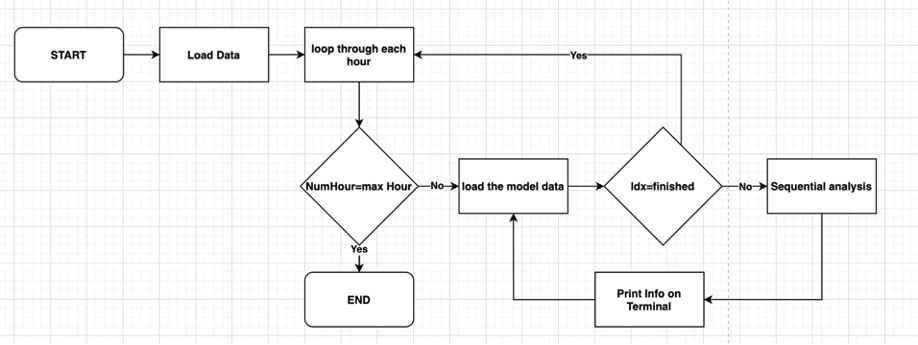 START
Load Data
loop through each
hour
Yes
NumHour=max Hour
No
load the model data
Idx=finished
No
Sequential analysis
Yes
END
Print Info on
Terminal